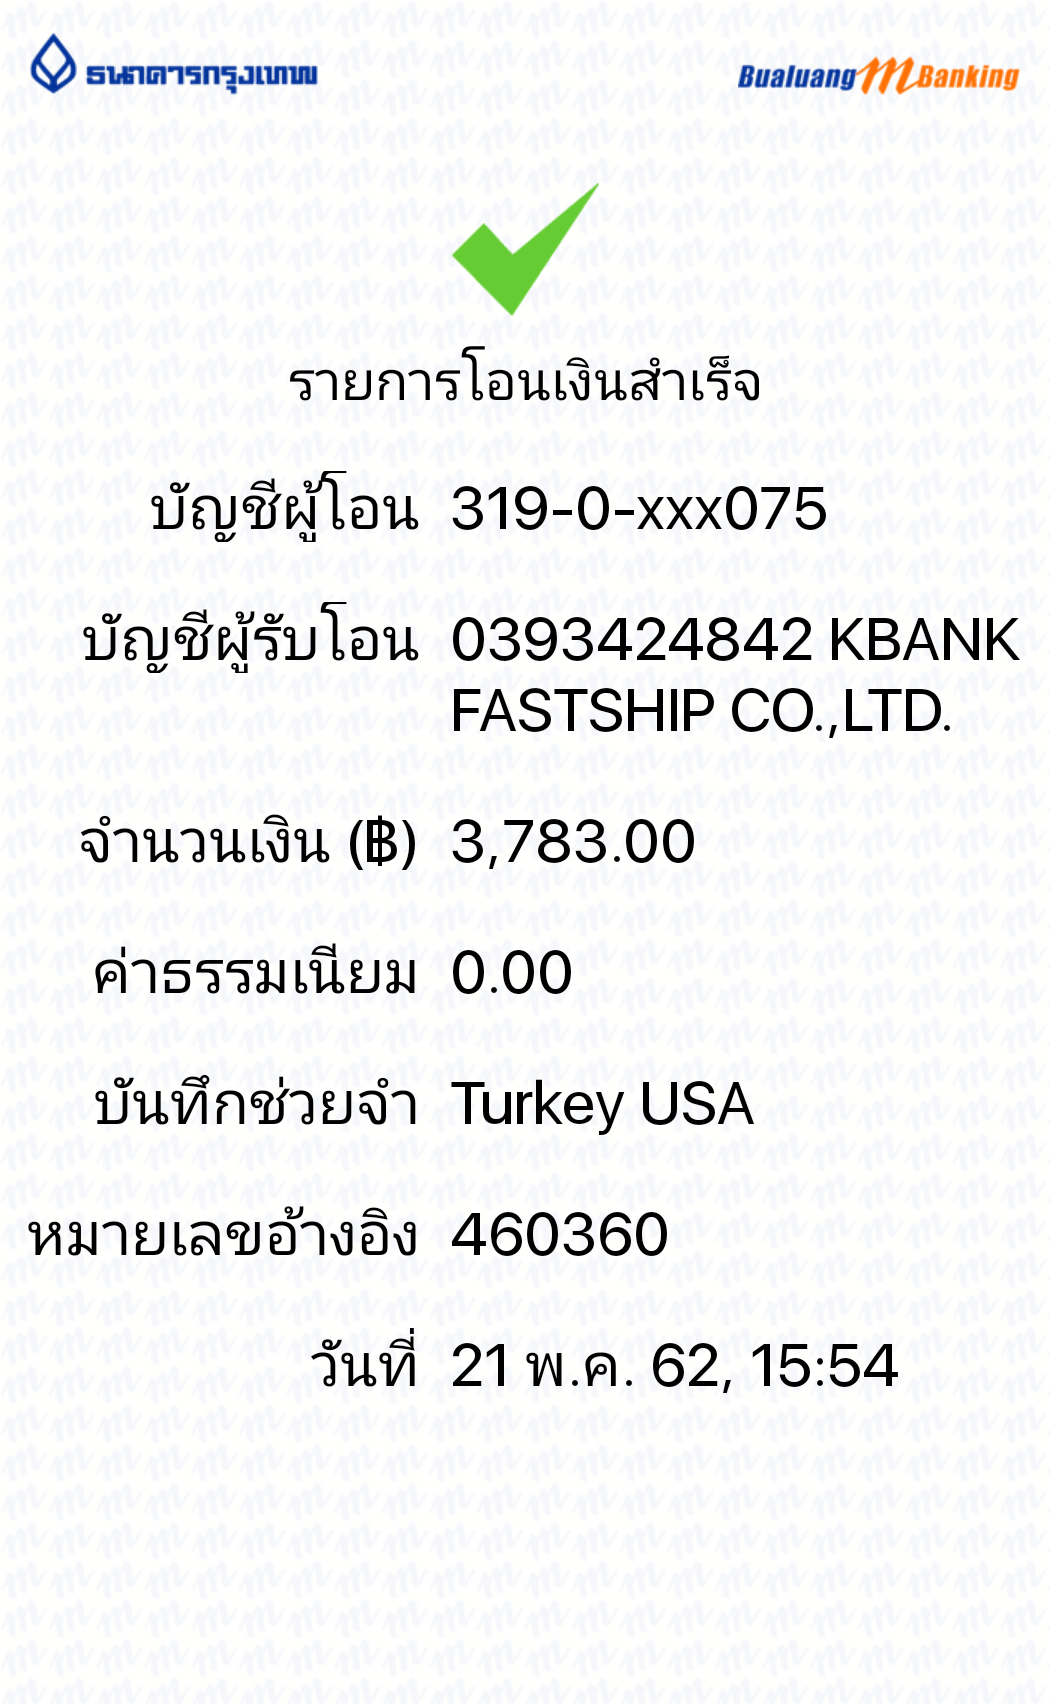 ธนาคารกรุงเทพ
Bualuang mBanking
รายการโอนเงินสำเร็จ
บัญชีผู้โอน 319-0-xxx075
บัญชีผู้รับโอน 0393424842 KBANK
FASTSHIP CO.,LTD.
จำนวนเงิน (฿) 3,783.00
ค่าธรรมเนียม 0.00
บันทึกช่วยจำ Turkey USA
หมายเลขอ้างอิง 460360
วันที่ 21 พ.ค. 62, 15:54